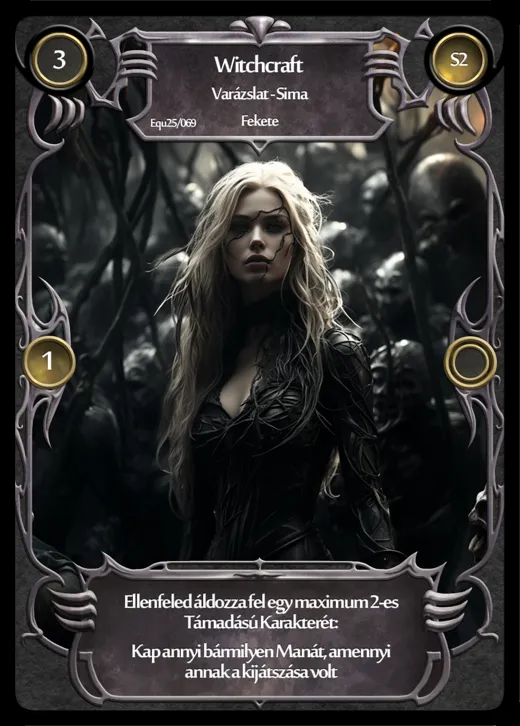 3
S2
Witchcraft
Varázslat - Sima
Equ25/069
Fekete
1
Ellenfeled áldozza fel egy maximum 2-es
Támadású Karakterét:
Kap annyi bármilyen Manát, amennyi
annak a kijátszása volt